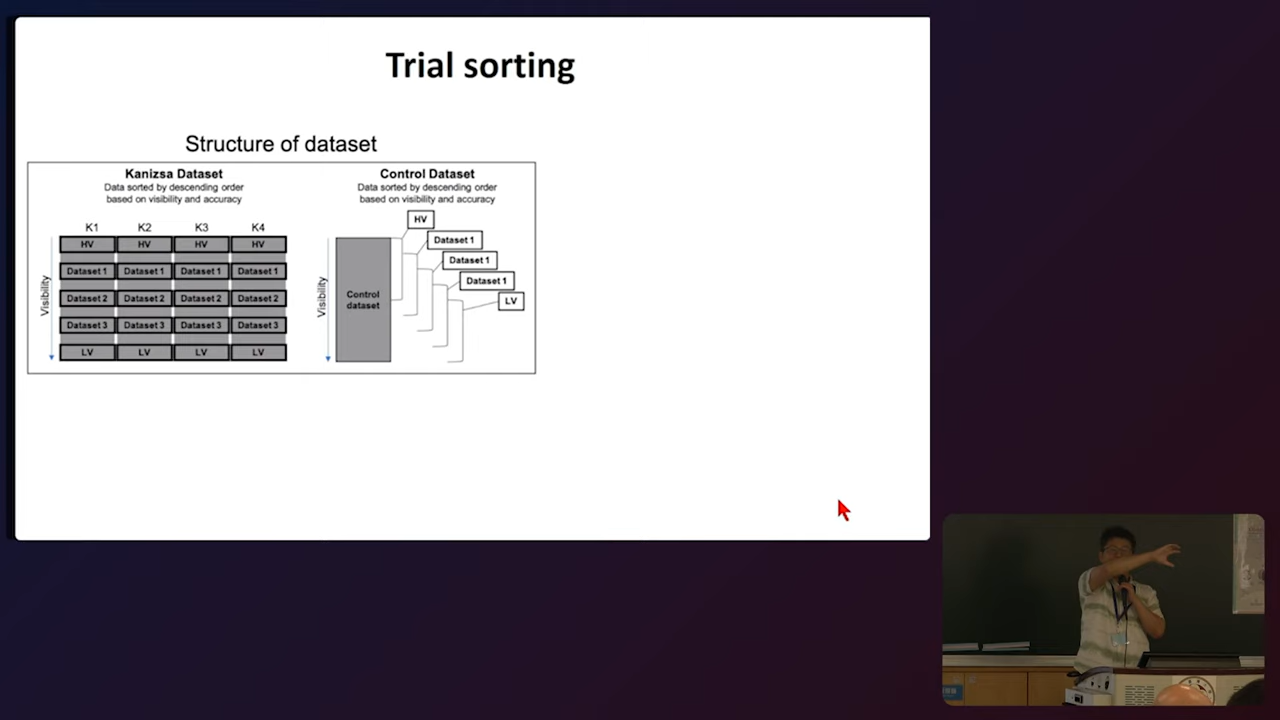 Trial sorting
Structure of dataset
Kanizsa Dataset
Data sorted by descending order
based on visibility and accuracy
K1 K2 K3 K4
HV HV HV HV
Dataset 1 Dataset 1 Dataset 1 Dataset 1
Dataset 2 Dataset 2 Dataset 2 Dataset 2
Dataset 3 Dataset 3 Dataset 3 Dataset 3
LV LV LV LV
Visibility
Control Dataset
Data sorted by descending order
based on visibility and accuracy
HV
Dataset 1
Dataset 1
Dataset 1
LV
Control
dataset
Visibility